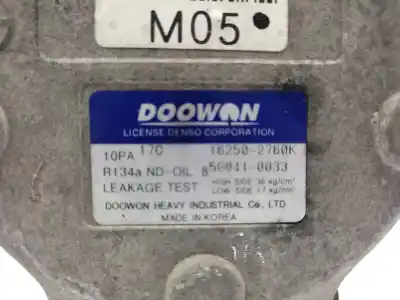 M05
DOOWON
LICENSE DENSO CORPORATION
10PA 17C 16250-2760K
R134a ND-OIL 8 56041-0033
LEAKAGE TEST HIGH SIDE 36 kg/cm²
LOW SIDE 17 kg/cm²
DOOWON HEAVY INDUSTRIAL Co., LTD
MADE IN KOREA